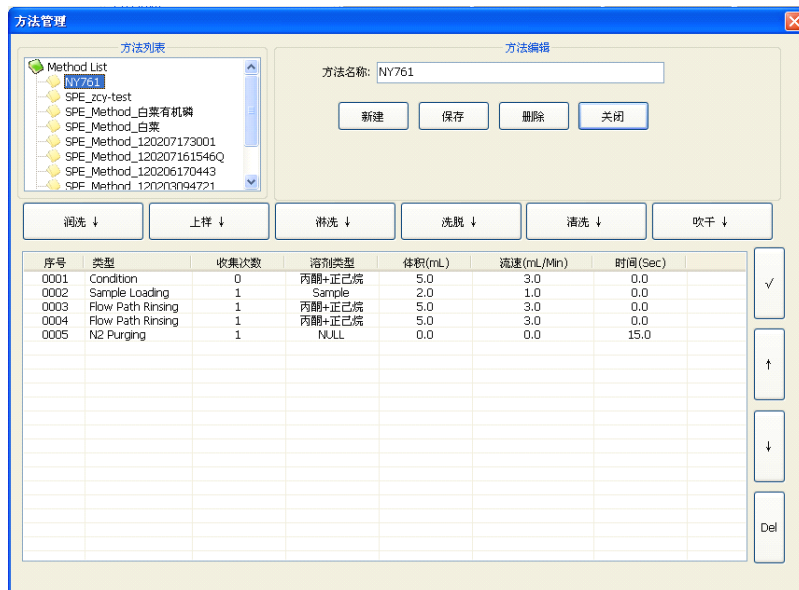 方法管理
方法列表
Method List
NY761
SPE_zcy-test
SPE_Method_白菜有机磷
SPE_Method_白菜
SPE_Method_120207173001
SPE_Method_120207161546Q
SPE_Method_120206170443
SPE_Method_120203094721
方法编辑
方法名称: NY761
新建 保存 删除 关闭
润洗 ↓ 上样 ↓ 淋洗 ↓ 洗脱 ↓ 清洗 ↓ 吹干 ↓
序号 类型 收集次数 溶剂类型 体积(mL) 流速(mL/Min) 时间(Sec)
0001 Condition 0 丙酮+正己烷 5.0 3.0 0.0
0002 Sample Loading 1 Sample 2.0 1.0 0.0
0003 Flow Path Rinsing 1 丙酮+正己烷 5.0 3.0 0.0
0004 Flow Path Rinsing 1 丙酮+正己烷 5.0 3.0 0.0
0005 N2 Purging 1 NULL 0.0 0.0 15.0
√
↑
↓
Del